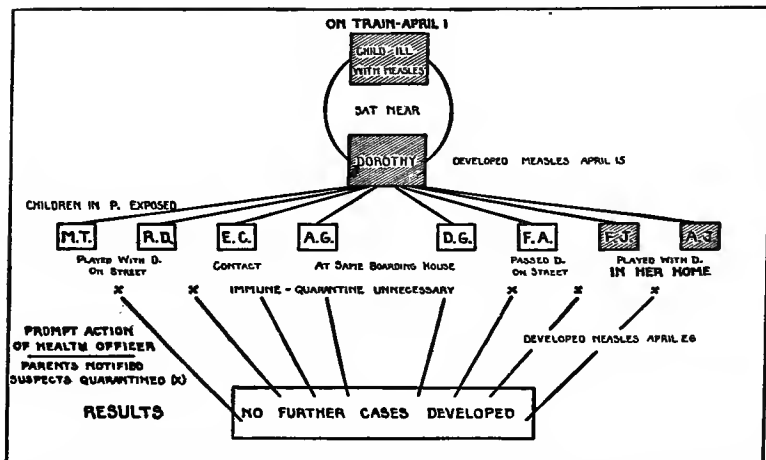 ON TRAIN-APRIL 1
CHILD ILL
WITH MEASLES
SAT NEAR
DOROTHY
DEVELOPED MEASLES APRIL 15
CHILDREN IN P. EXPOSED
M.T. R.D. E.C. A.G. D.G. F.A. F.J. A.J.
PLAYED WITH D. ON STREET
CONTACT
AT SAME BOARDING HOUSE
PASSED D. ON STREET
PLAYED WITH D. IN HER HOME
x x IMMUNE - QUARANTINE UNNECESSARY x x x
PROMPT ACTION
OF HEALTH OFFICER
DEVELOPED MEASLES APRIL 26
PARENTS NOTIFIED
SUSPECTS QUARANTINED (X)
RESULTS
NO FURTHER CASES DEVELOPED